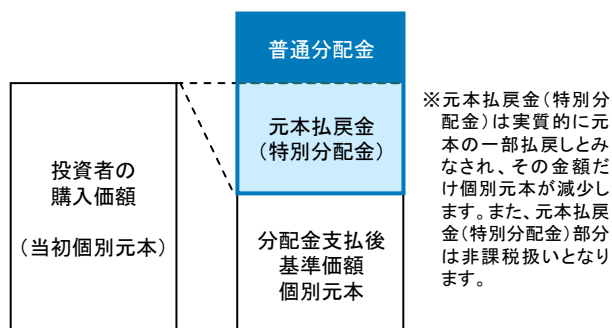 普通分配金
元本払戻金
(特別分配金)
投資者の
購入価額
(当初個別元本)
分配金支払後
基準価額
個別元本
※元本払戻金(特別分
配金)は実質的に元
本の一部払戻しとみ
なされ、その金額だ
け個別元本が減少し
ます。また、元本払戻
金(特別分配金)部分
は非課税扱いとなり
ます。